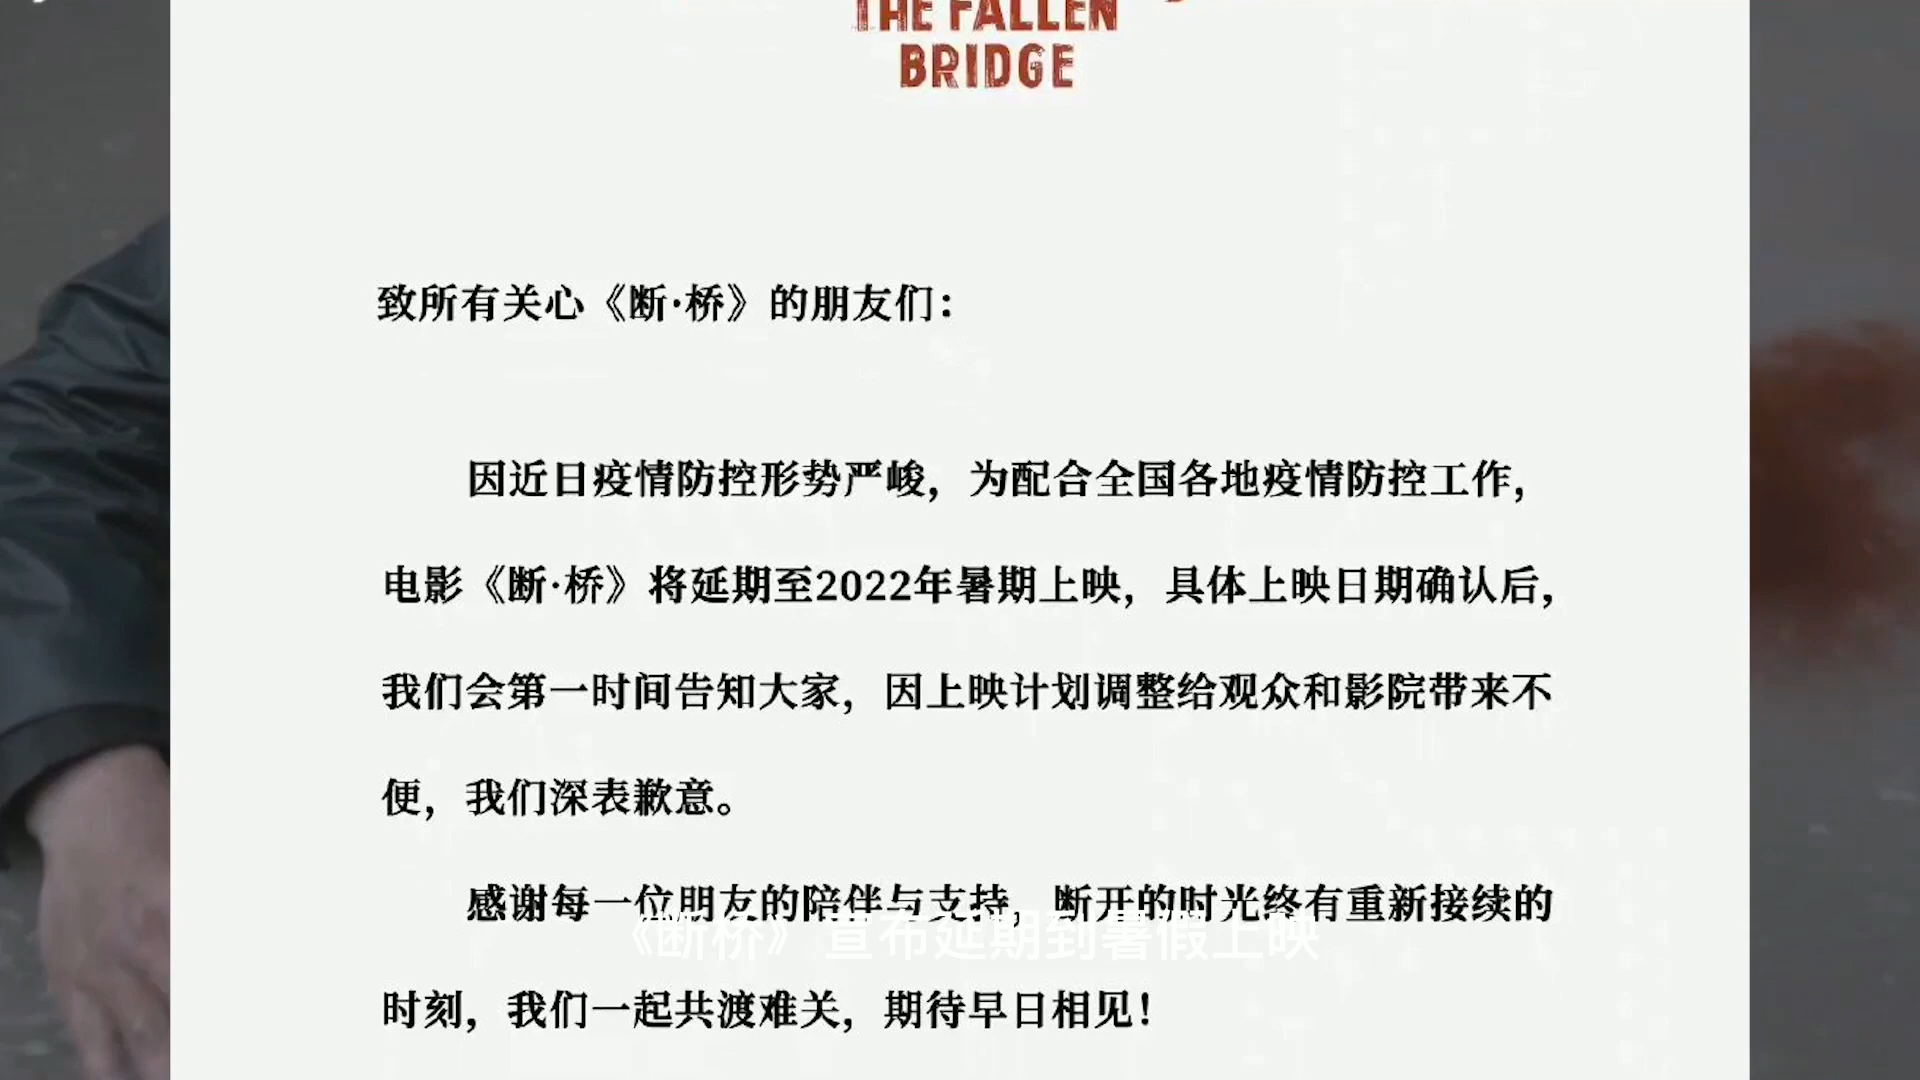 THE FALLEN
BRIDGE
致所有关心《断·桥》的朋友们：
因近日疫情防控形势严峻，为配合全国各地疫情防控工作，
电影《断·桥》将延期至2022年暑期上映，具体上映日期确认后，
我们会第一时间告知大家，因上映计划调整给观众和影院带来不
便，我们深表歉意。
感谢每一位朋友的陪伴与支持，断开的时光终有重新接续的
《断桥》宣布延期到暑假上映
时刻，我们一起共渡难关，期待早日相见！